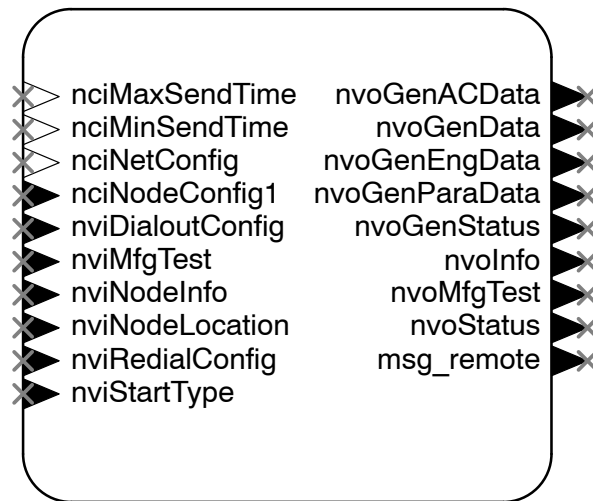 nciMaxSendTime
nciMinSendTime
nciNetConfig
nciNodeConfig1
nviDialoutConfig
nviMfgTest
nviNodeInfo
nviNodeLocation
nviRedialConfig
nviStartType
nvoGenACData
nvoGenData
nvoGenEngData
nvoGenParaData
nvoGenStatus
nvoInfo
nvoMfgTest
nvoStatus
msg_remote